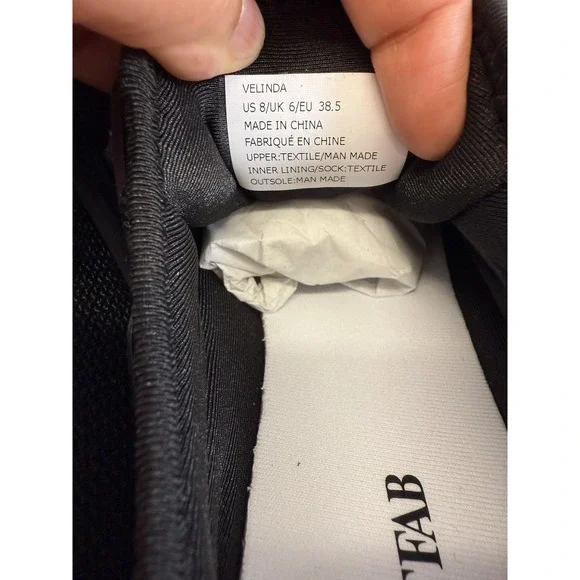 VELINDA
US 8/UK 6/EU 38.5
MADE IN CHINA
FABRIQUÉ EN CHINE
UPPER:TEXTILE/MAN MADE
INNER LINING/SOCK:TEXTILE
OUTSOLE:MAN MADE
FAB